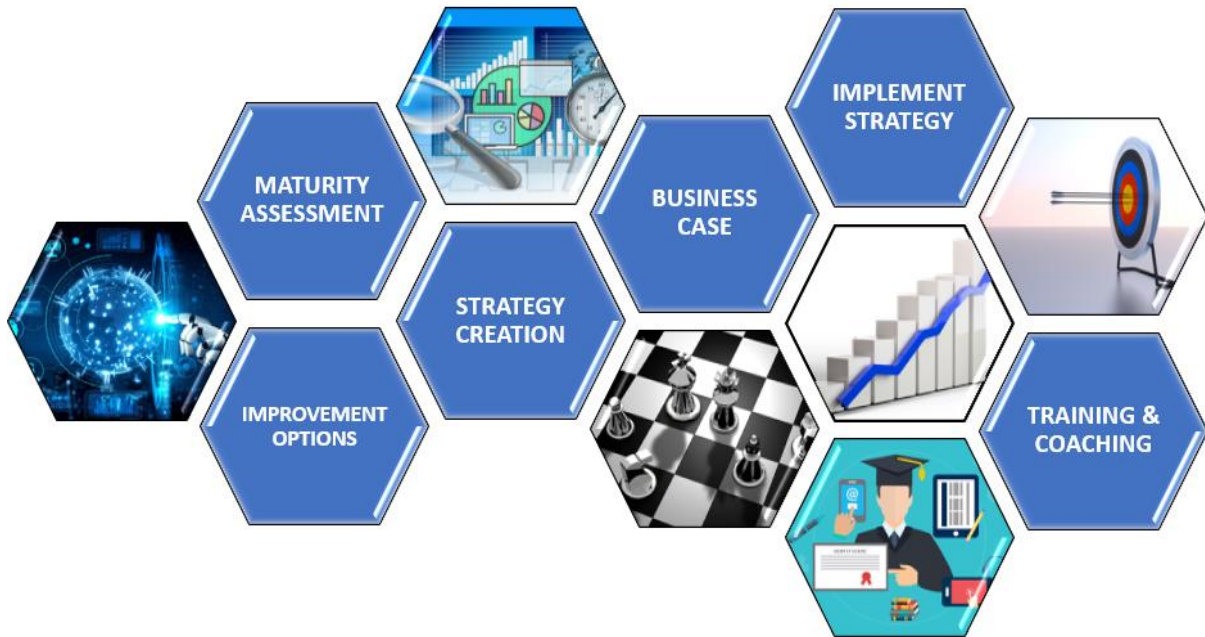 MATURITY
ASSESSMENT
IMPROVEMENT
OPTIONS
STRATEGY
CREATION
BUSINESS
CASE
IMPLEMENT
STRATEGY
TRAINING &
COACHING
@